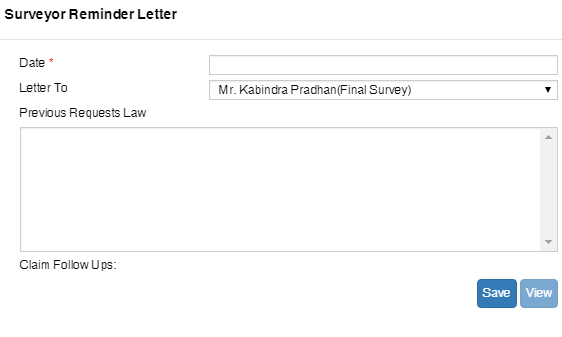 Surveyor Reminder Letter
Date *
Letter To Mr. Kabindra Pradhan(Final Survey)
Previous Requests Law
Claim Follow Ups:
Save View